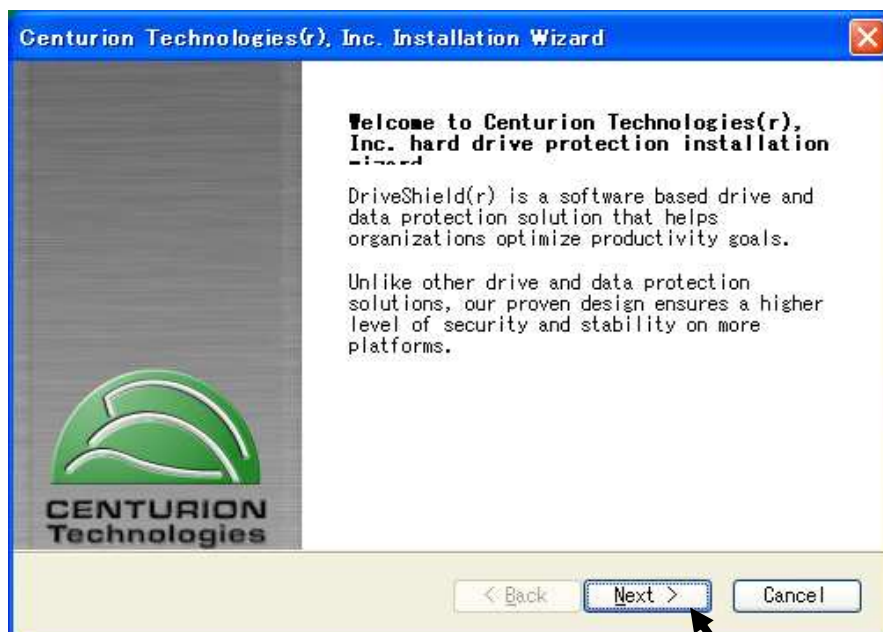 Centurion Technologies(r), Inc. Installation Wizard
Welcome to Centurion Technologies(r),
Inc. hard drive protection installation
wizard
DriveShield(r) is a software based drive and
data protection solution that helps
organizations optimize productivity goals.
Unlike other drive and data protection
solutions, our proven design ensures a higher
level of security and stability on more
platforms.
CENTURION
Technologies
< Back
Next >
Cancel